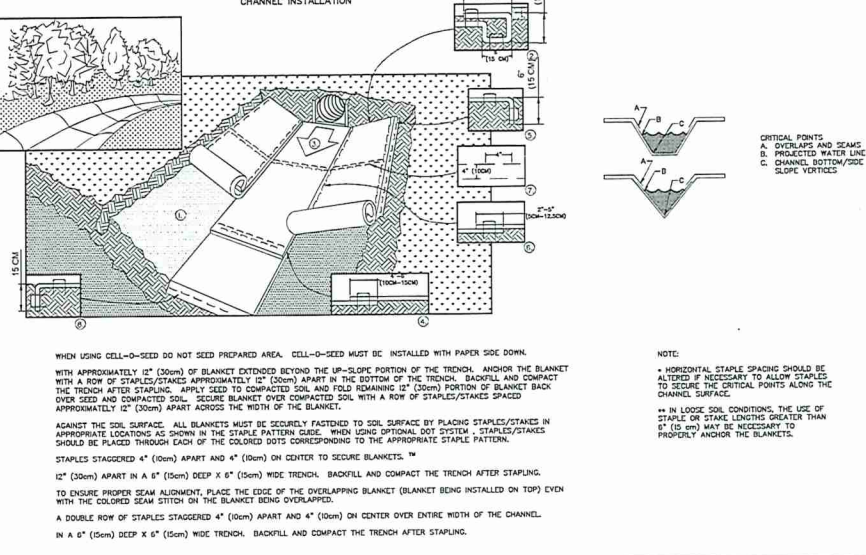 CHANNEL INSTALLATION
6"
(15 CM)
(15 CM)
6"
2.
3.
5.
4"
4" (10CM)
7.
2"-5"
(5CM-12.5CM)
6.
1.
15 CM
4"-6"
(10CM-15CM)
8.
4.
A
B
C
A
B
C
CRITICAL POINTS
A. OVERLAPS AND SEAMS
B. PROJECTED WATER LINE
C. CHANNEL BOTTOM/SIDE
SLOPE VERTICES
WHEN USING CELL-O-SEED DO NOT SEED PREPARED AREA. CELL-O-SEED MUST BE INSTALLED WITH PAPER SIDE DOWN.
WITH APPROXIMATELY 12" (30cm) OF BLANKET EXTENDED BEYOND THE UP-SLOPE PORTION OF THE TRENCH. ANCHOR THE BLANKET
WITH A ROW OF STAPLES/STAKES APPROXIMATELY 12" (30cm) APART IN THE BOTTOM OF THE TRENCH. BACKFILL AND COMPACT
THE TRENCH AFTER STAPLING. APPLY SEED TO COMPACTED SOIL AND FOLD REMAINING 12" (30cm) PORTION OF BLANKET BACK
OVER SEED AND COMPACTED SOIL. SECURE BLANKET OVER COMPACTED SOIL WITH A ROW OF STAPLES/STAKES SPACED
APPROXIMATELY 12" (30cm) APART ACROSS THE WIDTH OF THE BLANKET.
AGAINST THE SOIL SURFACE. ALL BLANKETS MUST BE SECURELY FASTENED TO SOIL SURFACE BY PLACING STAPLES/STAKES IN
APPROPRIATE LOCATIONS AS SHOWN IN THE STAPLE PATTERN GUIDE. WHEN USING OPTIONAL DOT SYSTEM , STAPLES/STAKES
SHOULD BE PLACED THROUGH EACH OF THE COLORED DOTS CORRESPONDING TO THE APPROPRIATE STAPLE PATTERN.
STAPLES STAGGERED 4" (10cm) APART AND 4" (10cm) ON CENTER TO SECURE BLANKETS. ™
12" (30cm) APART IN A 6" (15cm) DEEP X 6" (15cm) WIDE TRENCH. BACKFILL AND COMPACT THE TRENCH AFTER STAPLING.
TO ENSURE PROPER SEAM ALIGNMENT, PLACE THE EDGE OF THE OVERLAPPING BLANKET (BLANKET BEING INSTALLED ON TOP) EVEN
WITH THE COLORED SEAM STITCH ON THE BLANKET BEING OVERLAPPED.
A DOUBLE ROW OF STAPLES STAGGERED 4" (10cm) APART AND 4" (10cm) ON CENTER OVER ENTIRE WIDTH OF THE CHANNEL.
IN A 6" (15cm) DEEP X 6" (15cm) WIDE TRENCH. BACKFILL AND COMPACT THE TRENCH AFTER STAPLING.
NOTE:
* HORIZONTAL STAPLE SPACING SHOULD BE
ALTERED IF NECESSARY TO ALLOW STAPLES
TO SECURE THE CRITICAL POINTS ALONG THE
CHANNEL SURFACE.
** IN LOOSE SOIL CONDITIONS, THE USE OF
STAPLE OR STAKE LENGTHS GREATER THAN
6" (15 cm) MAY BE NECESSARY TO
PROPERLY ANCHOR THE BLANKETS.